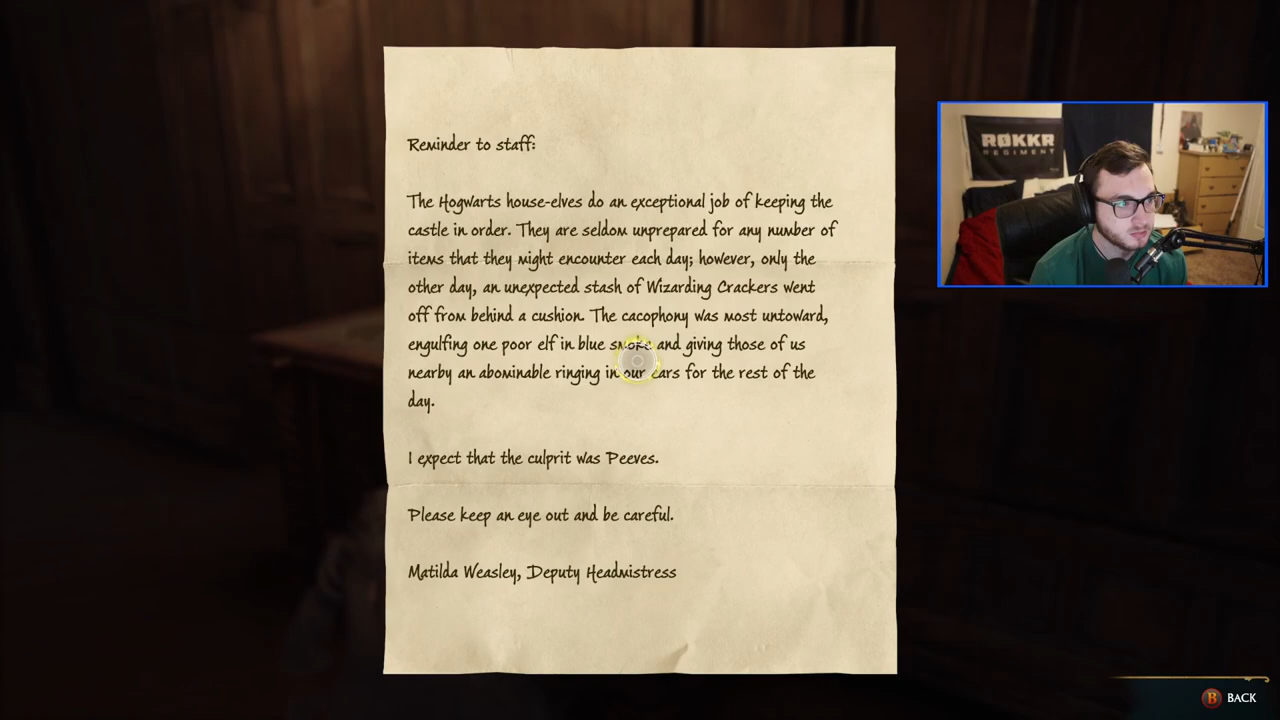 Reminder to staff:
The Hogwarts house-elves do an exceptional job of keeping the
castle in order. They are seldom unprepared for any number of
items that they might encounter each day; however, only the
other day, an unexpected stash of Wizarding Crackers went
off from behind a cushion. The cacophony was most untoward,
engulfing one poor elf in blue smoke and giving those of us
nearby an abominable ringing in our ears for the rest of the
day.
I expect that the culprit was Peeves.
Please keep an eye out and be careful.
Matilda Weasley, Deputy Headmistress
RØKKR
REGIMENT
B BACK